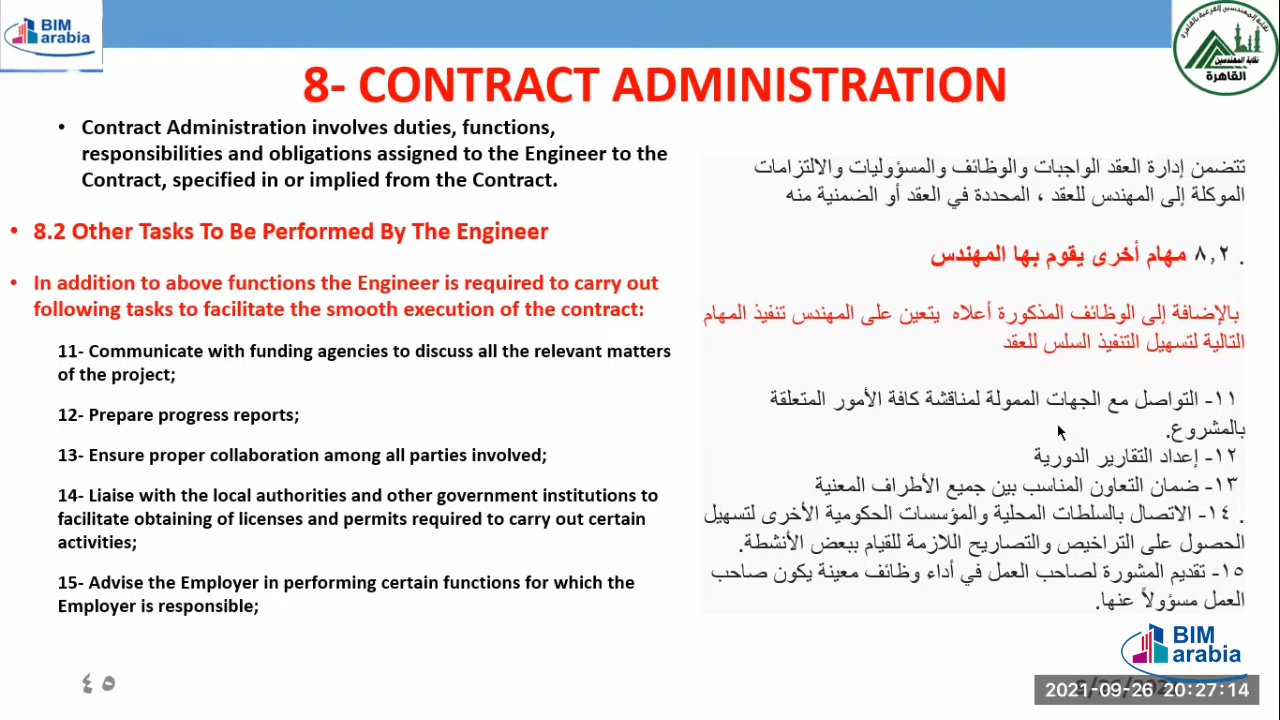 BIM
arabia
نقابة المهندسين الفرعية بالقاهرة
نقابة المهندسين
القاهرة
8- CONTRACT ADMINISTRATION
• Contract Administration involves duties, functions,
responsibilities and obligations assigned to the Engineer to the
Contract, specified in or implied from the Contract.
• 8.2 Other Tasks To Be Performed By The Engineer
• In addition to above functions the Engineer is required to carry out
following tasks to facilitate the smooth execution of the contract:
11- Communicate with funding agencies to discuss all the relevant matters
of the project;
12- Prepare progress reports;
13- Ensure proper collaboration among all parties involved;
14- Liaise with the local authorities and other government institutions to
facilitate obtaining of licenses and permits required to carry out certain
activities;
15- Advise the Employer in performing certain functions for which the
Employer is responsible;
تتضمن إدارة العقد الواجبات والوظائف والمسؤوليات والالتزامات
الموكلة إلى المهندس للعقد ، المحددة في العقد أو الضمنية منه
. ٨,٢ مهام أخرى يقوم بها المهندس
بالإضافة إلى الوظائف المذكورة أعلاه يتعين على المهندس تنفيذ المهام
التالية لتسهيل التنفيذ السلس للعقد
١١- التواصل مع الجهات الممولة لمناقشة كافة الأمور المتعلقة
بالمشروع.
١٢- إعداد التقارير الدورية
١٣- ضمان التعاون المناسب بين جميع الأطراف المعنية
. ١٤- الاتصال بالسلطات المحلية والمؤسسات الحكومية الأخرى لتسهيل
الحصول على التراخيص والتصاريح اللازمة للقيام ببعض الأنشطة.
١٥- تقديم المشورة لصاحب العمل في أداء وظائف معينة يكون صاحب
العمل مسؤولاً عنها.
BIM
arabia
٤٥
2021-09-26 20:27:14